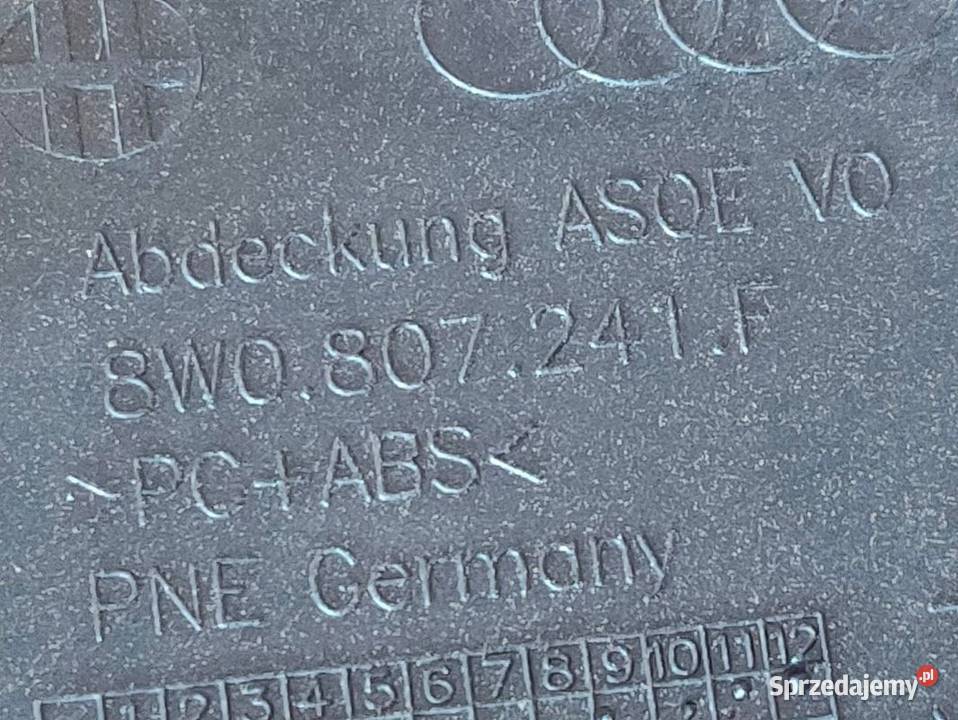 Abdeckung ASOE VO
8W0.807.241.F
>PC+ABS<
PNE Germany
1 2 3 4 5 6 7 8 9 10 11 12
Sprzedajemy.pl